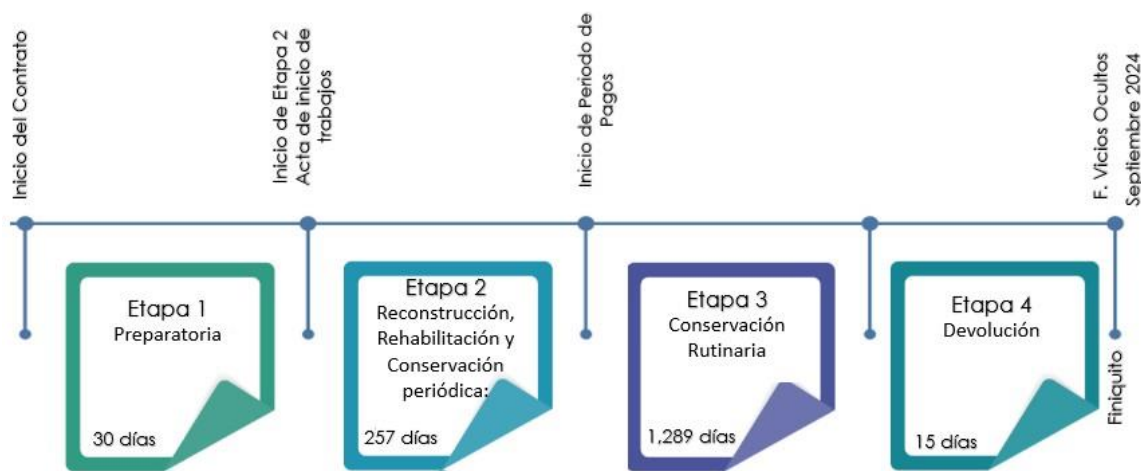 Inicio del Contrato
Inicio de Etapa 2
Acta de inicio de
trabajos
Inicio de Periodo de
Pagos
F. Vicios Ocultos
Septiembre 2024
Etapa 1
Preparatoria
30 días
Etapa 2
Reconstrucción,
Rehabilitación y
Conservación
periódica:
257 días
Etapa 3
Conservación
Rutinaria
1,289 días
Etapa 4
Devolución
15 días
Finiquito